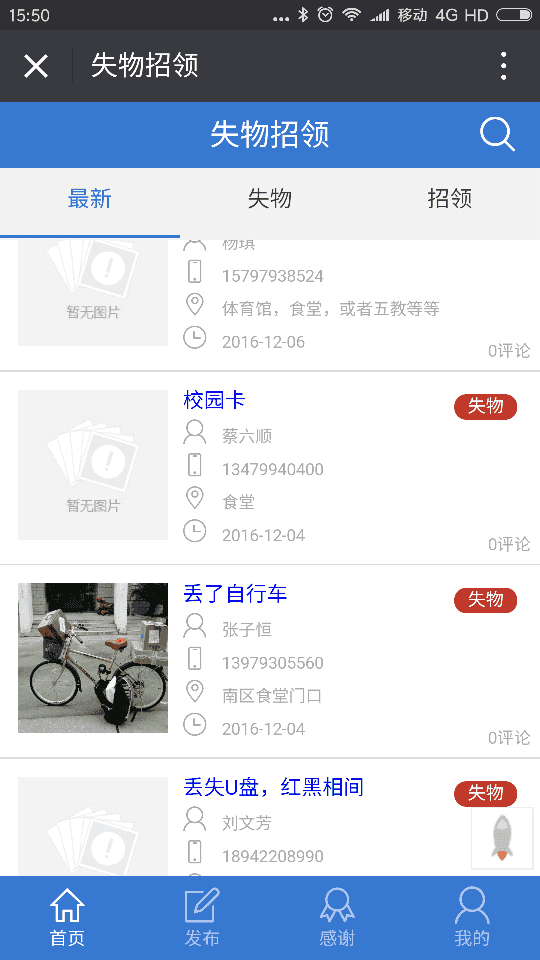 15:50
移动 4G HD
失物招领
失物招领
最新 失物 招领
杨琪
15797938524
体育馆，食堂，或者五教等等
2016-12-06
0评论
暂无图片
校园卡
失物
蔡六顺
13479940400
食堂
2016-12-04
0评论
暂无图片
丢了自行车
失物
张子恒
13979305560
南区食堂门口
2016-12-04
0评论
丢失U盘，红黑相间
失物
刘文芳
18942208990
首页 发布 感谢 我的